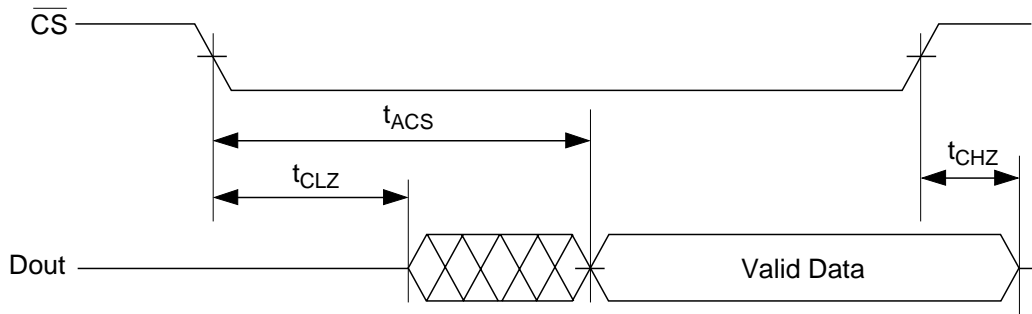 CS
tACS
tCHZ
tCLZ
Dout
Valid Data